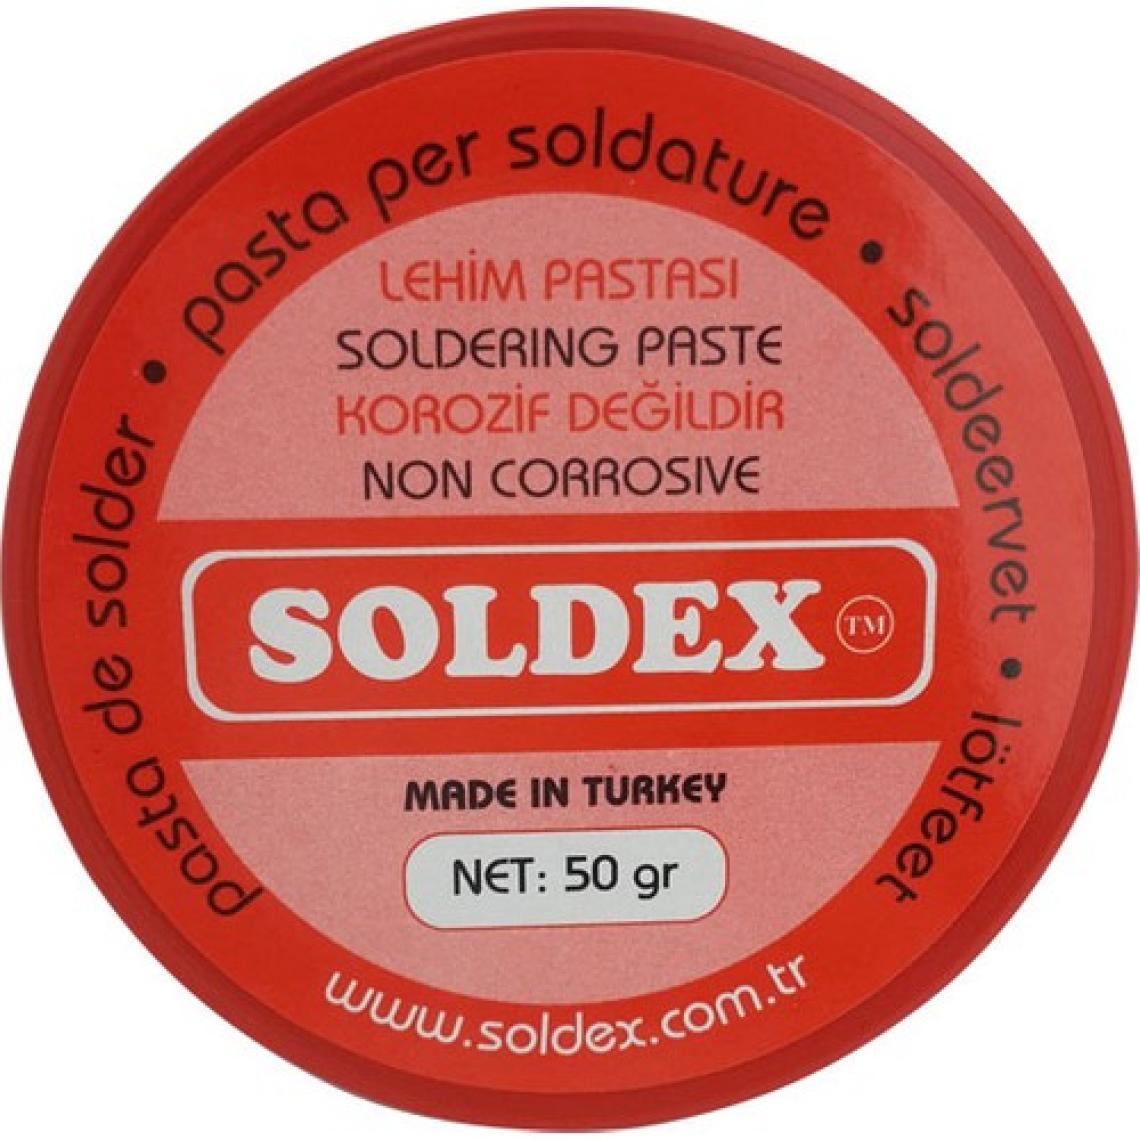 pasta de solder • pasta per soldature • soldeervet • lötfeet
LEHİM PASTASI
SOLDERING PASTE
KOROZİF DEĞİLDİR
NON CORROSIVE
SOLDEX TM
MADE IN TURKEY
NET: 50 gr
www.soldex.com.tr